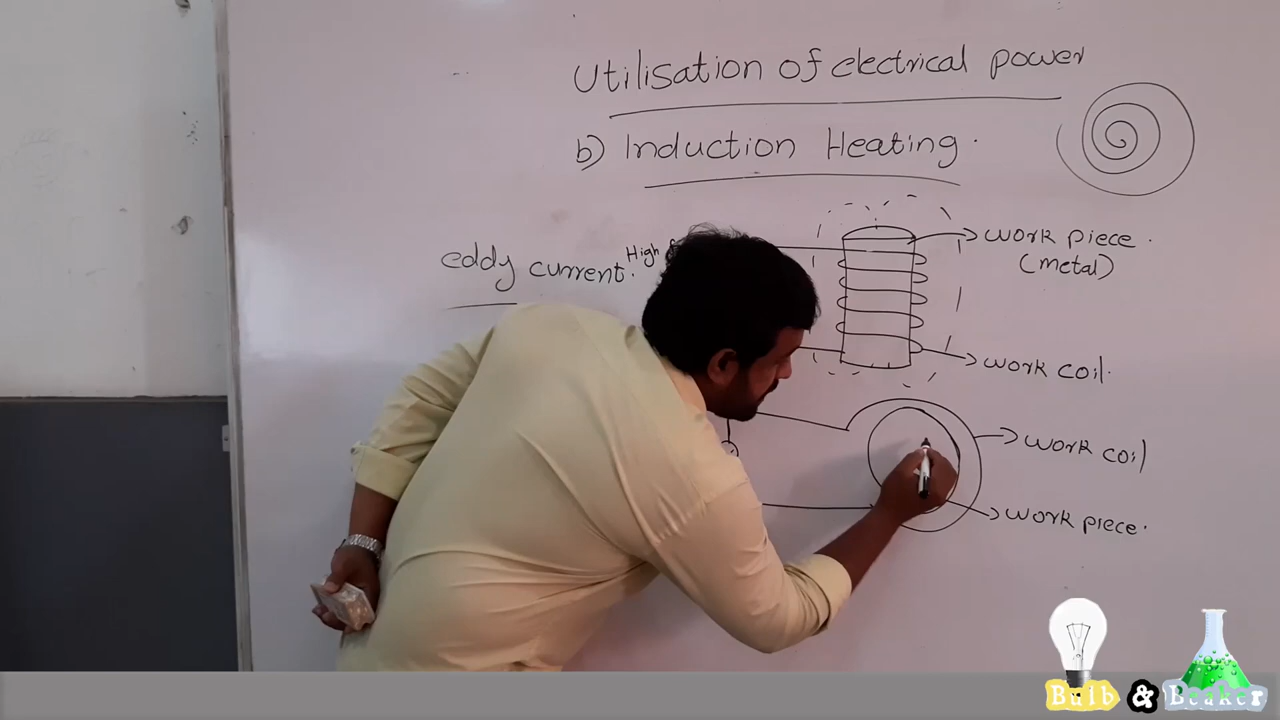 Utilisation of electrical power
b) Induction Heating.
eddy current.
High
work piece.
(metal)
work coil.
work coil
work piece.
Bulb & Beaker